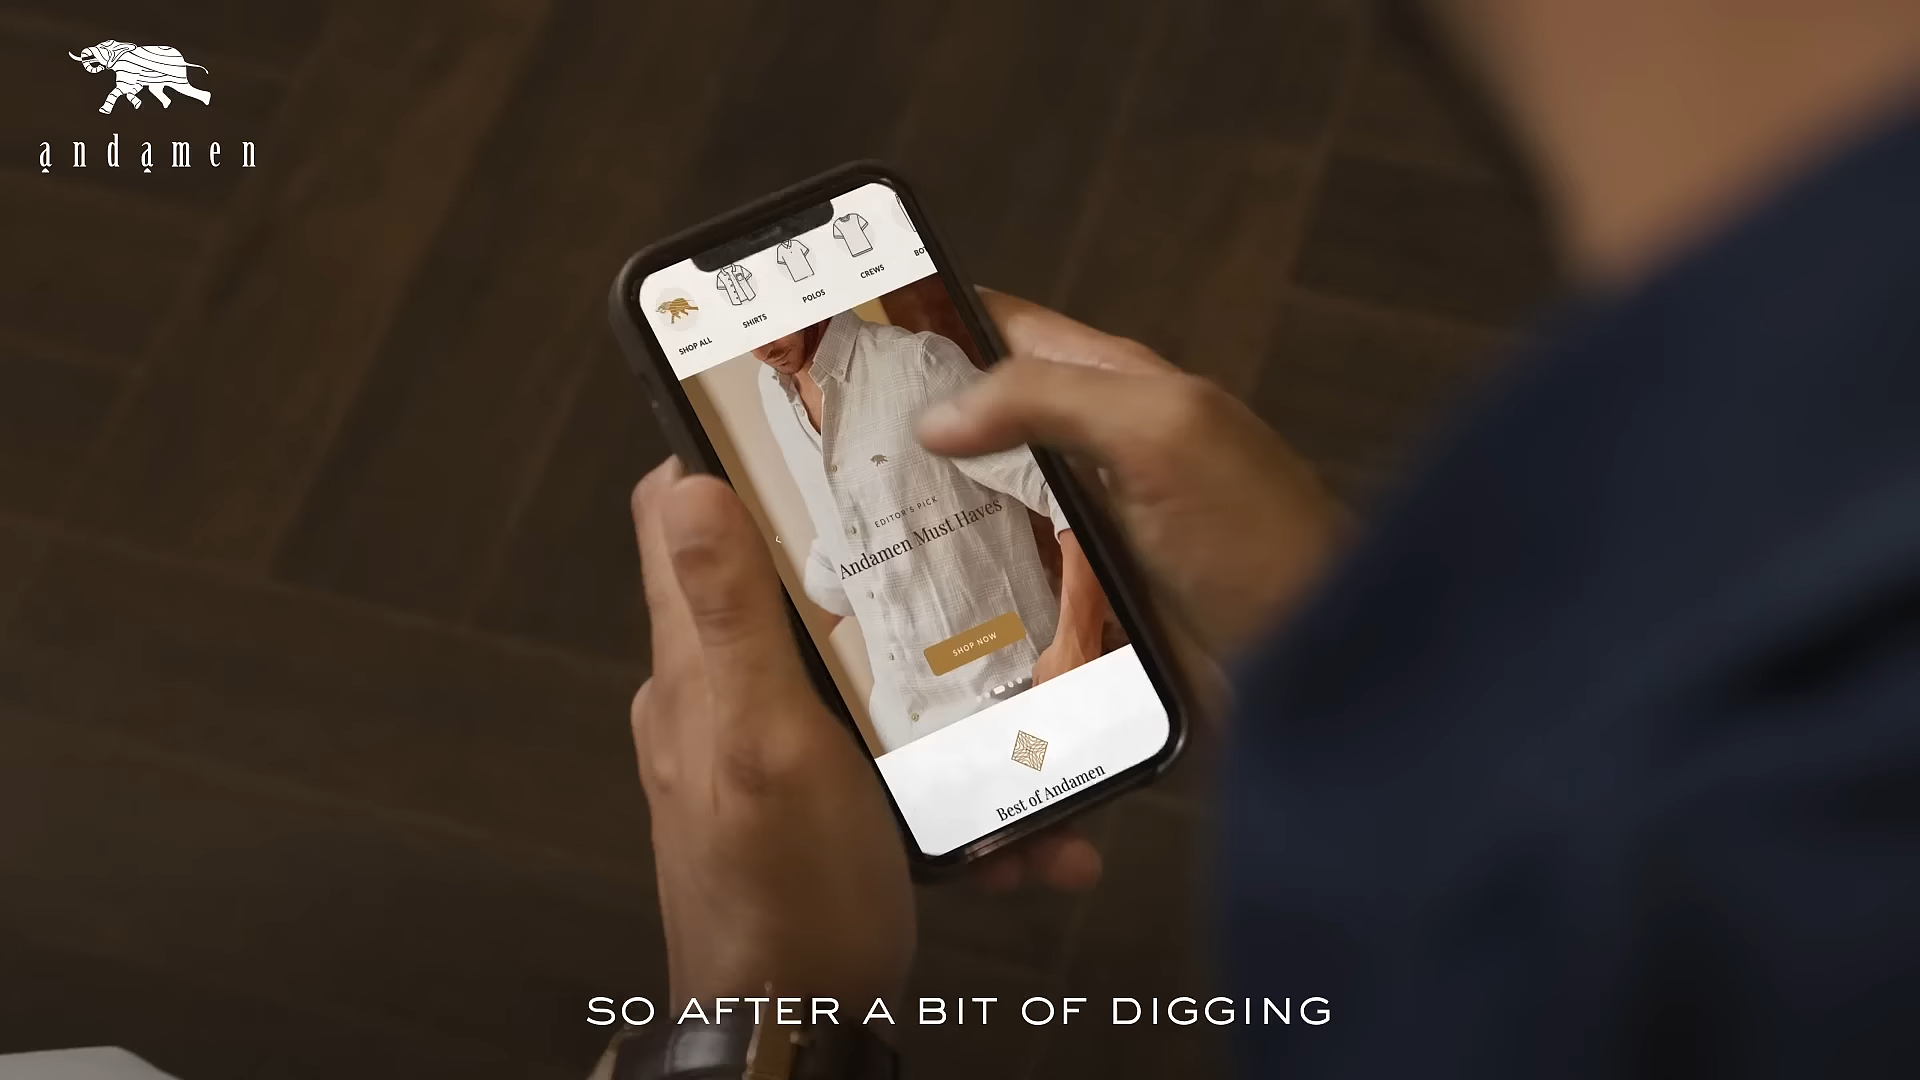 andamen
SHOP ALL
SHIRTS
POLOS
CREWS
BOT
EDITOR'S PICK
Andamen Must Haves
SHOP NOW
Best of Andamen
SO AFTER A BIT OF DIGGING